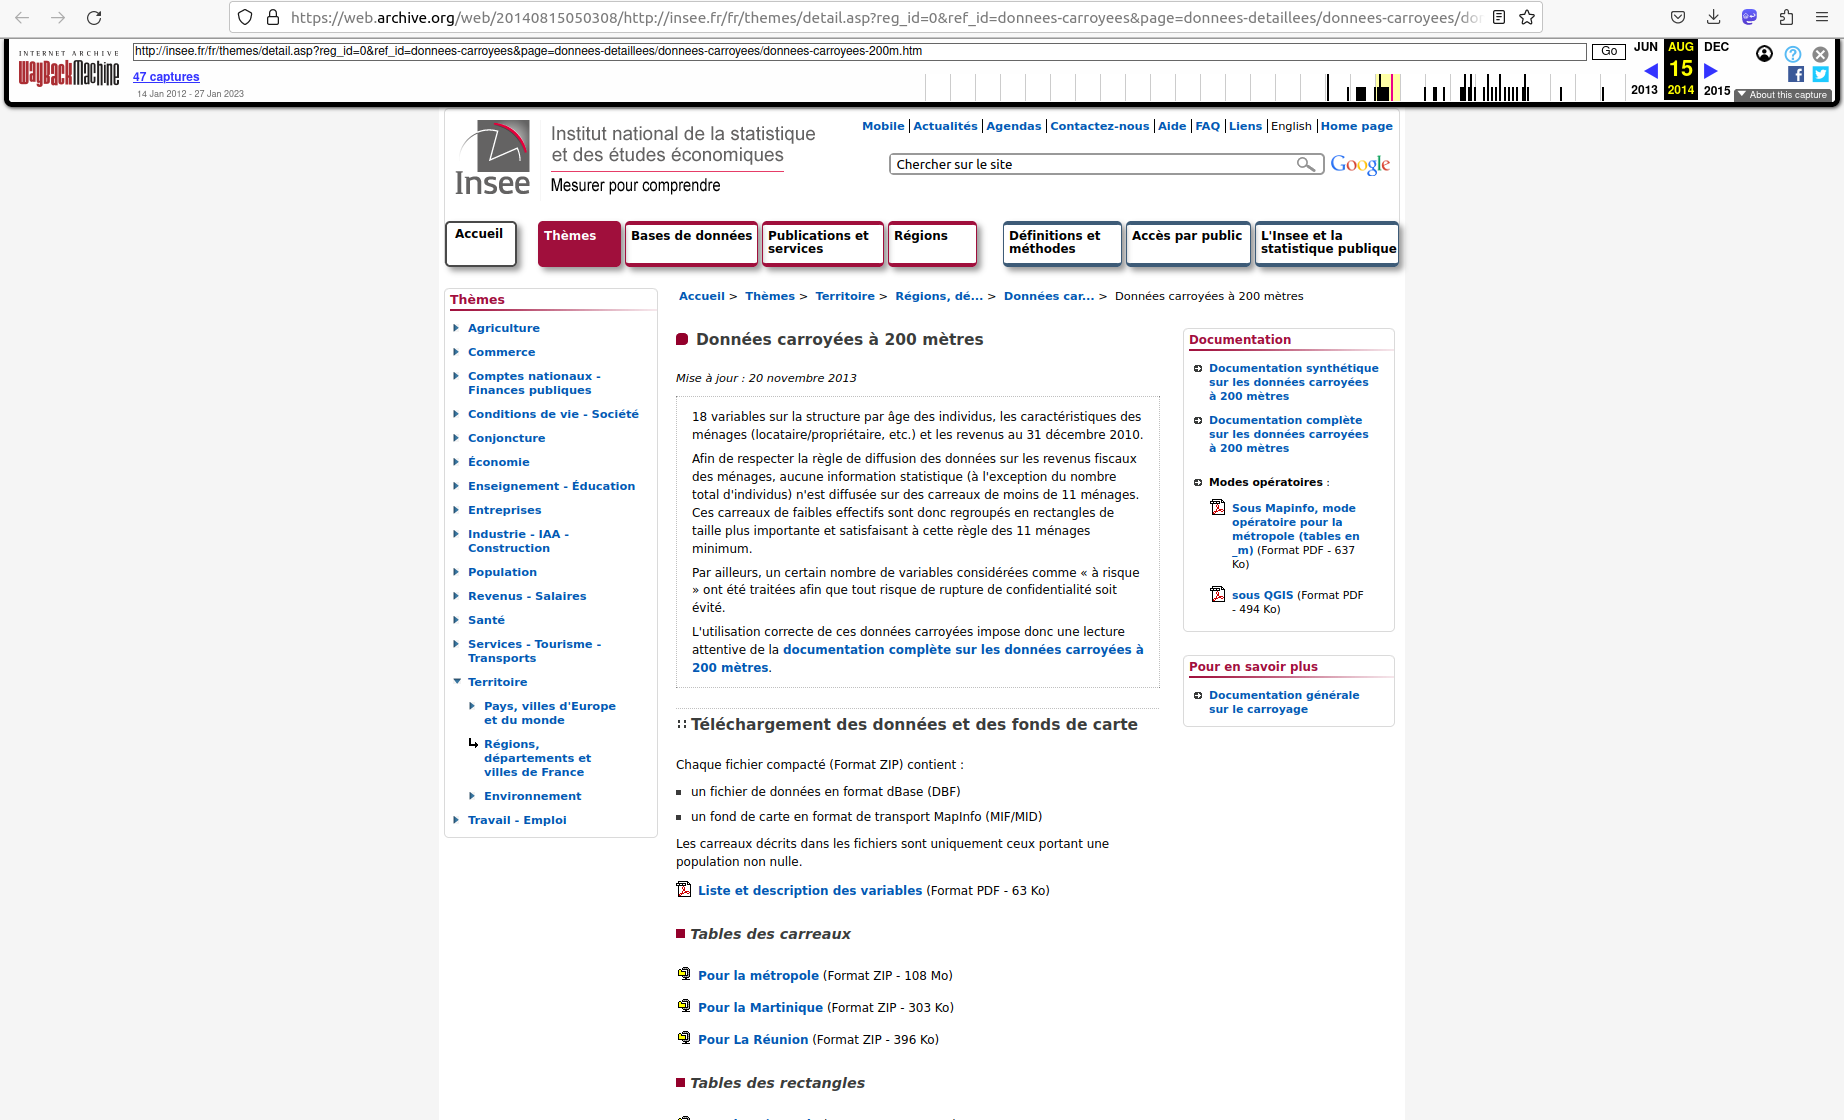 https://web.archive.org/web/20140815050308/http://insee.fr/fr/themes/detail.asp?reg_id=0&ref_id=donnees-carroyees&page=donnees-detaillees/donnees-carroyees/do
INTERNET ARCHIVE
WayBackMachine
http://insee.fr/fr/themes/detail.asp?reg_id=0&ref_id=donnees-carroyees&page=donnees-detaillees/donnees-carroyees/donnees-carroyees-200m.htm
Go
JUN AUG DEC
47 captures
15
14 Jan 2012 - 27 Jan 2023
2013 2014 2015
About this capture
Insee
Institut national de la statistique
et des études économiques
Mesurer pour comprendre
Mobile Actualités Agendas Contactez-nous Aide FAQ Liens English Home page
Chercher sur le site
Google
Accueil
Thèmes
Bases de données
Publications et
services
Régions
Définitions et
méthodes
Accès par public
L'Insee et la
statistique publique
Thèmes
Agriculture
Commerce
Comptes nationaux -
Finances publiques
Conditions de vie - Société
Conjoncture
Économie
Enseignement - Éducation
Entreprises
Industrie - IAA -
Construction
Population
Revenus - Salaires
Santé
Services - Tourisme -
Transports
Territoire
Pays, villes d'Europe
et du monde
Régions,
départements et
villes de France
Environnement
Travail - Emploi
Accueil > Thèmes > Territoire > Régions, dé... > Données car... > Données carroyées à 200 mètres
Données carroyées à 200 mètres
Mise à jour : 20 novembre 2013
18 variables sur la structure par âge des individus, les caractéristiques des
ménages (locataire/propriétaire, etc.) et les revenus au 31 décembre 2010.
Afin de respecter la règle de diffusion des données sur les revenus fiscaux
des ménages, aucune information statistique (à l'exception du nombre
total d'individus) n'est diffusée sur des carreaux de moins de 11 ménages.
Ces carreaux de faibles effectifs sont donc regroupés en rectangles de
taille plus importante et satisfaisant à cette règle des 11 ménages
minimum.
Par ailleurs, un certain nombre de variables considérées comme « à risque
» ont été traitées afin que tout risque de rupture de confidentialité soit
évité.
L'utilisation correcte de ces données carroyées impose donc une lecture
attentive de la documentation complète sur les données carroyées à
200 mètres.
Téléchargement des données et des fonds de carte
Chaque fichier compacté (Format ZIP) contient :
un fichier de données en format dBase (DBF)
un fond de carte en format de transport MapInfo (MIF/MID)
Les carreaux décrits dans les fichiers sont uniquement ceux portant une
population non nulle.
Liste et description des variables (Format PDF - 63 Ko)
Tables des carreaux
Pour la métropole (Format ZIP - 108 Mo)
Pour la Martinique (Format ZIP - 303 Ko)
Pour La Réunion (Format ZIP - 396 Ko)
Tables des rectangles
Documentation
Documentation synthétique
sur les données carroyées
à 200 mètres
Documentation complète
sur les données carroyées
à 200 mètres
Modes opératoires :
Sous Mapinfo, mode
opératoire pour la
métropole (tables en
_m) (Format PDF - 637
Ko)
sous QGIS (Format PDF
- 494 Ko)
Pour en savoir plus
Documentation générale
sur le carroyage